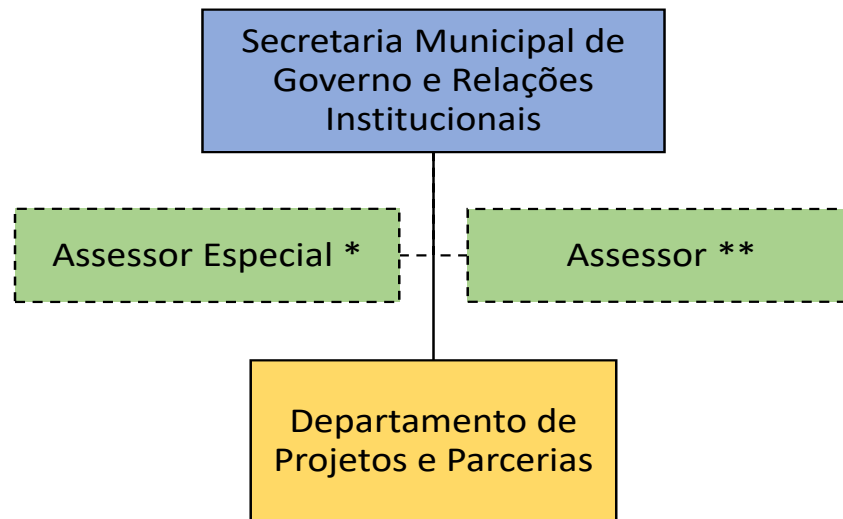 Secretaria Municipal de
Governo e Relações
Institucionais
Assessor Especial *
Assessor **
Departamento de
Projetos e Parcerias